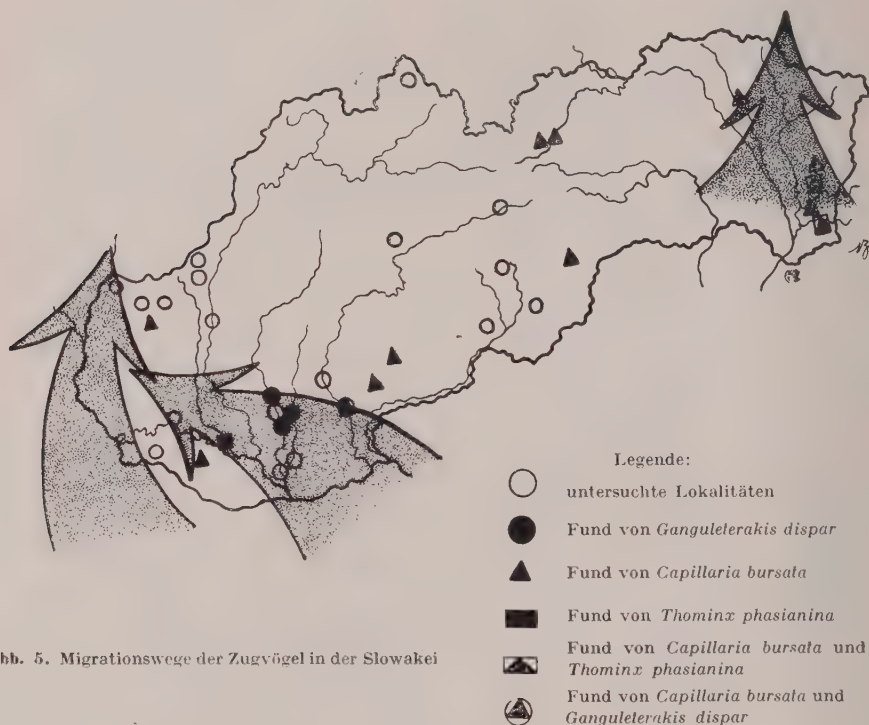 Legende:
untersuchte Lokalitäten
Fund von Ganguleterakis dispar
Fund von Capillaria bursata
Fund von Thominx phasianina
Fund von Capillaria bursata und
Thominx phasianina
Fund von Capillaria bursata und
Ganguleterakis dispar
bb. 5. Migrationswege der Zugvögel in der Slowakei